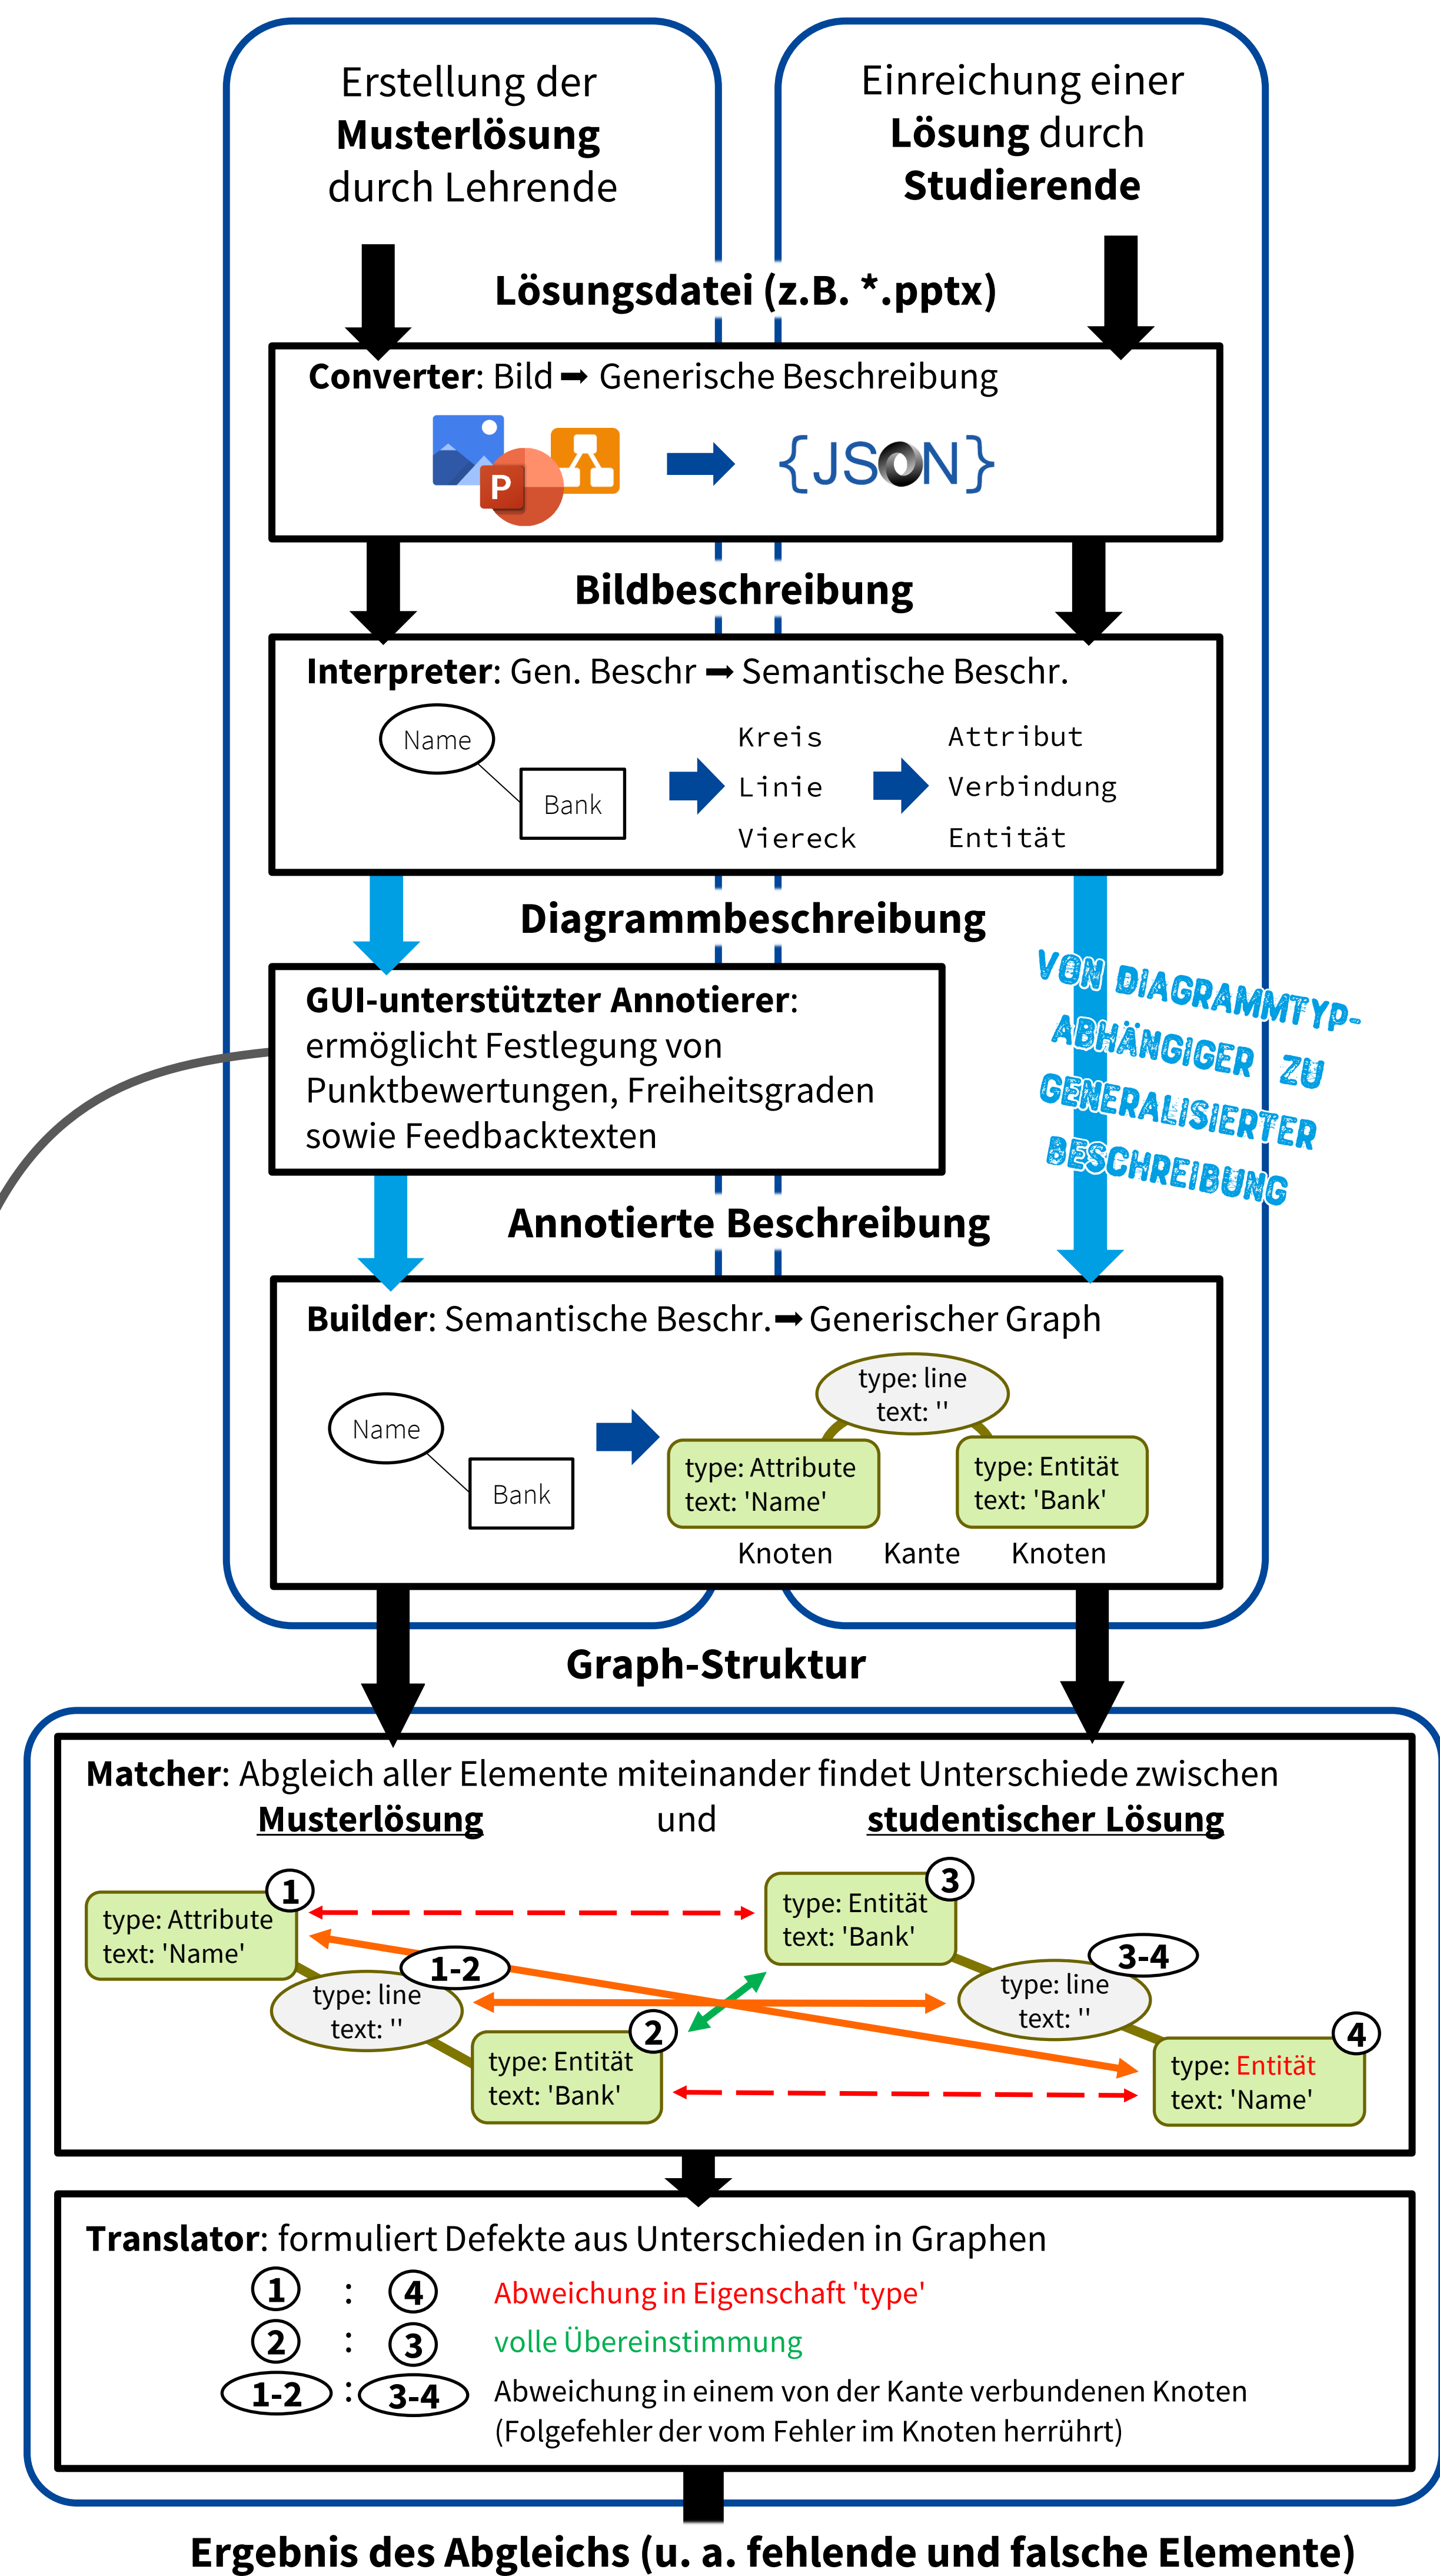 Erstellung der
Musterlösung
durch Lehrende
Einreichung einer
Lösung durch
Studierende
Lösungsdatei (z.B. *.pptx)
Converter: Bild ➡ Generische Beschreibung
P
{JSON}
Bildbeschreibung
Interpreter: Gen. Beschr ➡ Semantische Beschr.
Name
Bank
Kreis
Linie
Viereck
Attribut
Verbindung
Entität
Diagrammbeschreibung
GUI-unterstützter Annotierer:
ermöglicht Festlegung von
Punktbewertungen, Freiheitsgraden
sowie Feedbacktexten
VON DIAGRAMMTYP-
ABHÄNGIGER ZU
GENERALISIERTER
BESCHREIBUNG
Annotierte Beschreibung
Builder: Semantische Beschr. ➡ Generischer Graph
Name
Bank
type: line
text: ''
type: Attribute
text: 'Name'
type: Entität
text: 'Bank'
Knoten Kante Knoten
Graph-Struktur
Matcher: Abgleich aller Elemente miteinander findet Unterschiede zwischen
Musterlösung und studentischer Lösung
1
type: Attribute
text: 'Name'
1-2
type: line
text: ''
2
type: Entität
text: 'Bank'
3
type: Entität
text: 'Bank'
3-4
type: line
text: ''
4
type: Entität
text: 'Name'
Translator: formuliert Defekte aus Unterschieden in Graphen
1 : 4 Abweichung in Eigenschaft 'type'
2 : 3 volle Übereinstimmung
1-2 : 3-4 Abweichung in einem von der Kante verbundenen Knoten
(Folgefehler der vom Fehler im Knoten herrührt)
Ergebnis des Abgleichs (u. a. fehlende und falsche Elemente)